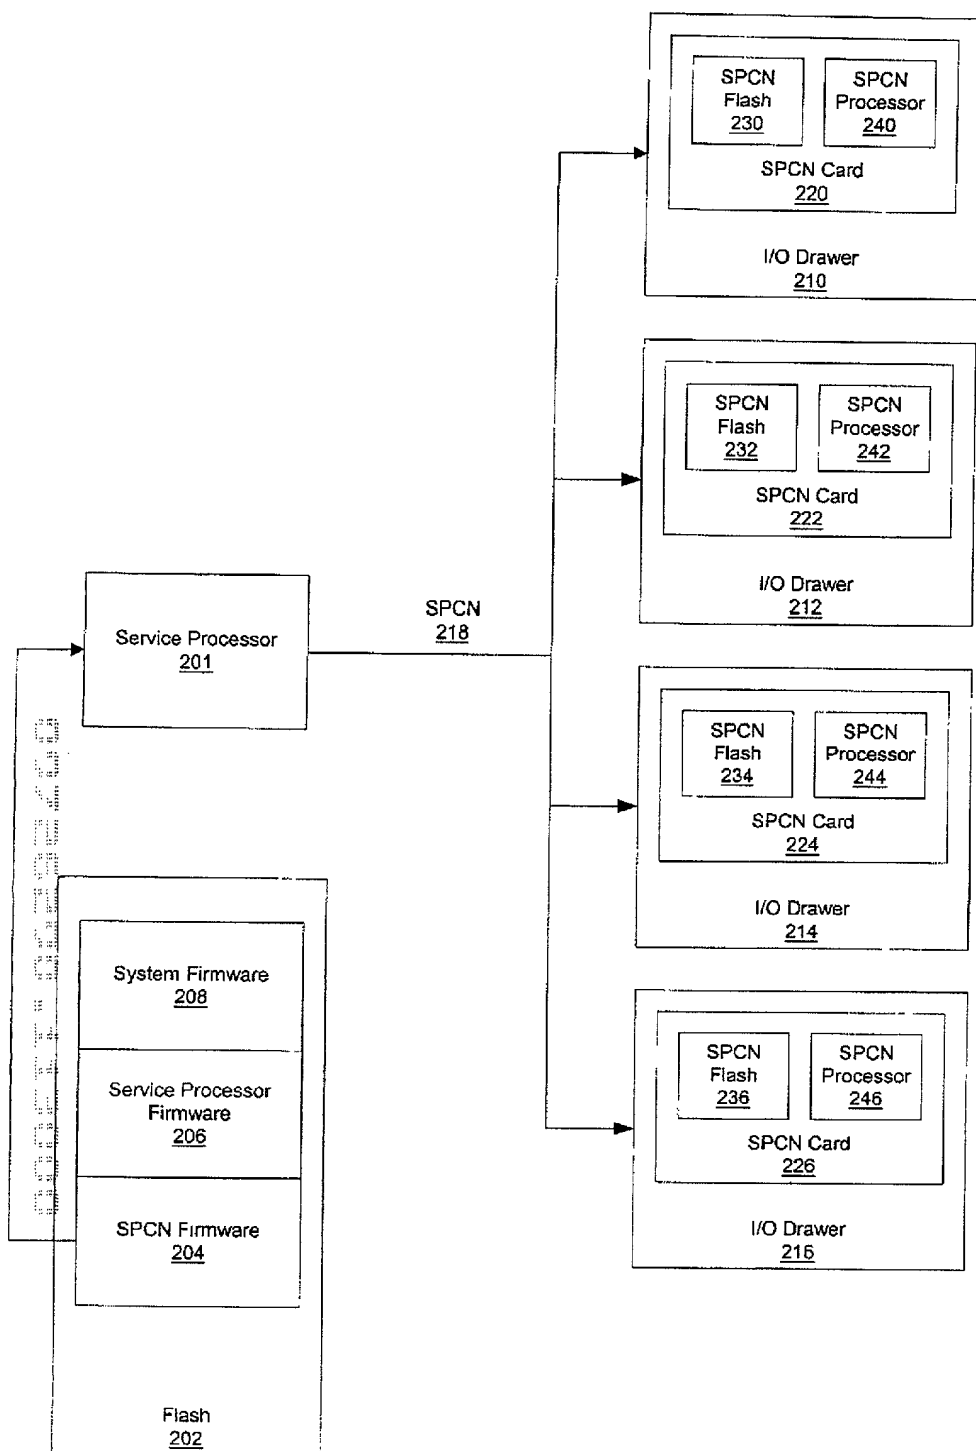 SPCN
Flash
230
SPCN
Processor
240
SPCN Card
220
I/O Drawer
210
SPCN
Flash
232
SPCN
Processor
242
SPCN Card
222
I/O Drawer
212
Service Processor
201
SPCN
218
SPCN
Flash
234
SPCN
Processor
244
SPCN Card
224
I/O Drawer
214
System Firmware
208
Service Processor
Firmware
206
SPCN Firmware
204
Flash
202
SPCN
Flash
236
SPCN
Processor
246
SPCN Card
226
I/O Drawer
216